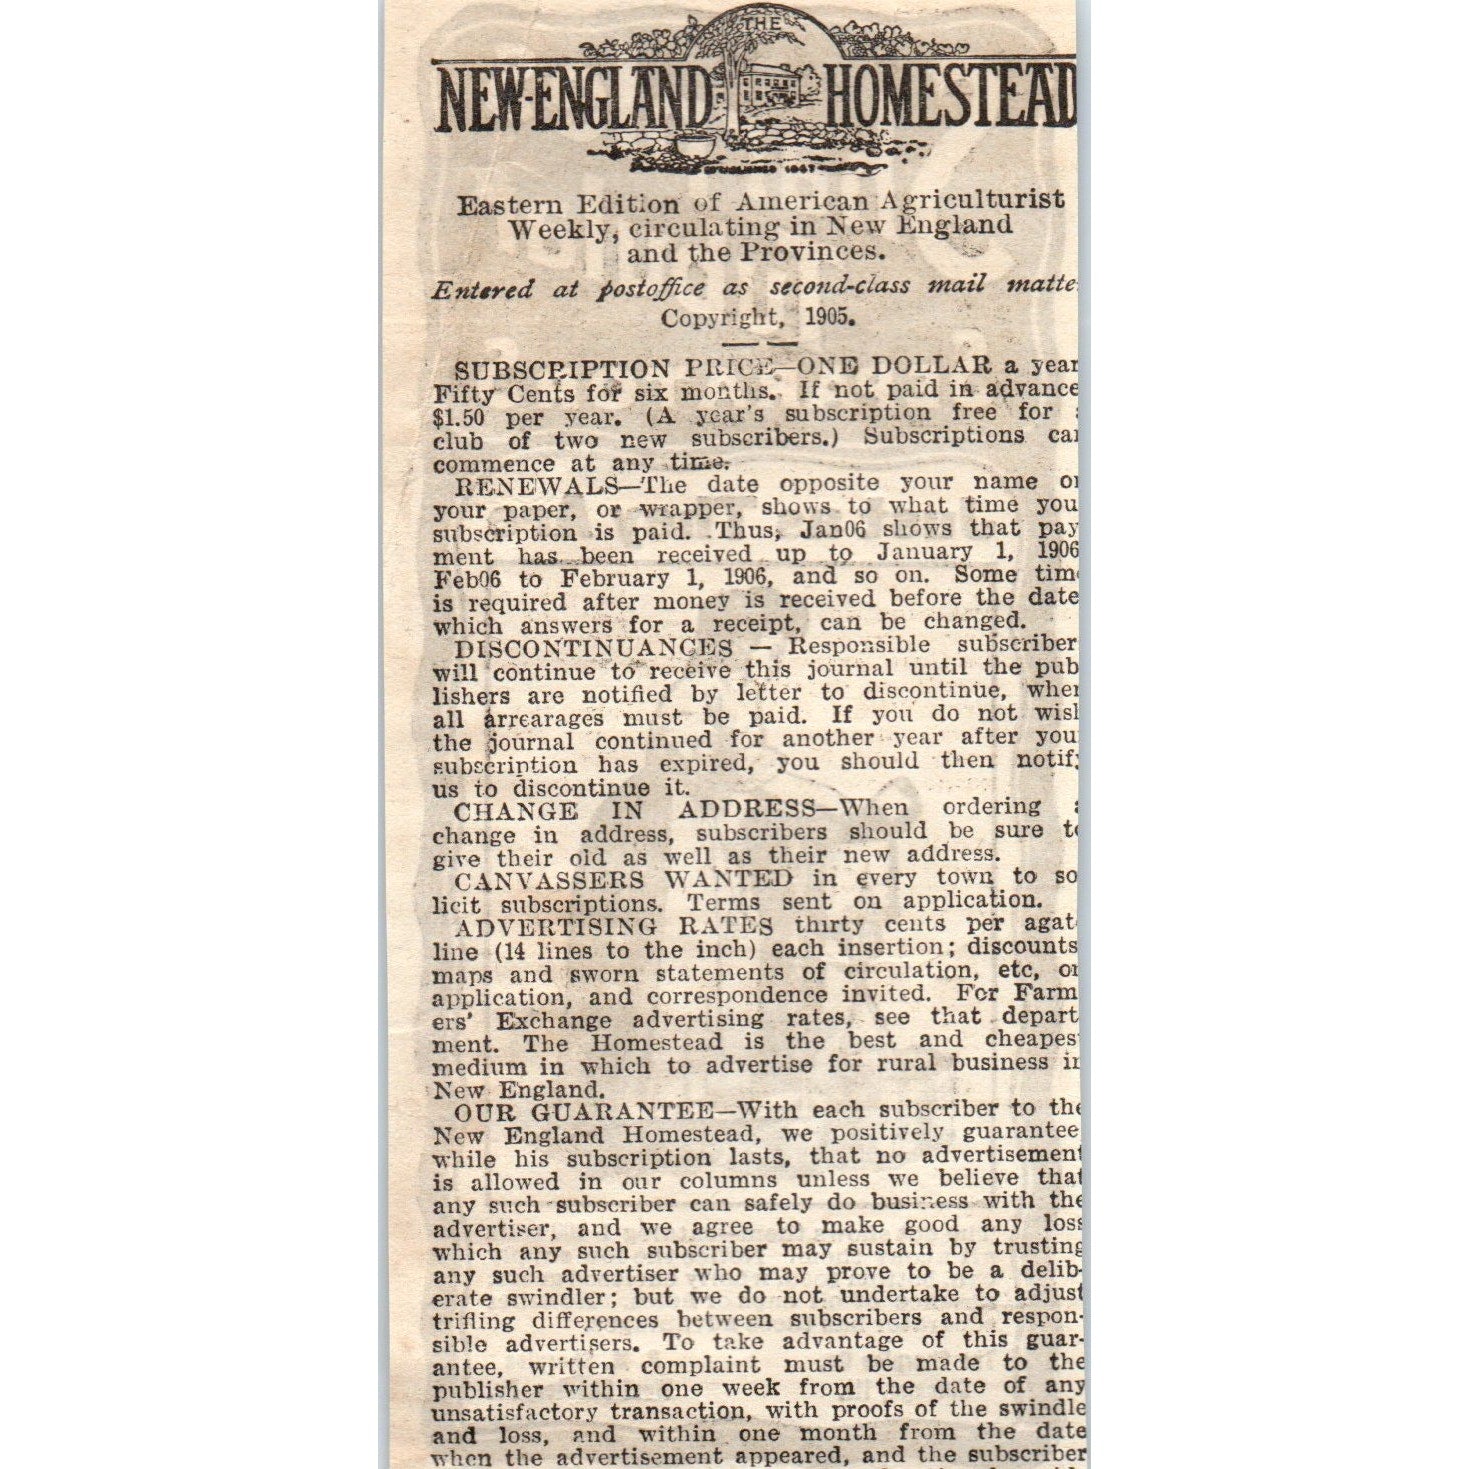 THE
NEW-ENGLAND HOMESTEAD
ESTABLISHED 1867
Eastern Edition of American Agriculturist
Weekly, circulating in New England
and the Provinces.
Entered at postoffice as second-class mail matte
Copyright, 1905.
SUBSCRIPTION PRICE—ONE DOLLAR a year
Fifty Cents for six months. If not paid in advance
$1.50 per year. (A year's subscription free for
club of two new subscribers.) Subscriptions can
commence at any time.
RENEWALS—The date opposite your name on
your paper, or wrapper, shows to what time you
subscription is paid. Thus, Jan06 shows that pay
ment has been received up to January 1, 1906
Feb06 to February 1, 1906, and so on. Some tim
is required after money is received before the date
which answers for a receipt, can be changed.
DISCONTINUANCES — Responsible subscriber
will continue to receive this journal until the pub
lishers are notified by letter to discontinue, when
all arrearages must be paid. If you do not wish
the journal continued for another year after you
subscription has expired, you should then notify
us to discontinue it.
CHANGE IN ADDRESS—When ordering a
change in address, subscribers should be sure to
give their old as well as their new address.
CANVASSERS WANTED in every town to so
licit subscriptions. Terms sent on application.
ADVERTISING RATES thirty cents per agat
line (14 lines to the inch) each insertion; discounts
maps and sworn statements of circulation, etc, on
application, and correspondence invited. For Farm
ers' Exchange advertising rates, see that depart
ment. The Homestead is the best and cheapes
medium in which to advertise for rural business in
New England.
OUR GUARANTEE—With each subscriber to the
New England Homestead, we positively guarantee
while his subscription lasts, that no advertisement
is allowed in our columns unless we believe that
any such subscriber can safely do business with the
advertiser, and we agree to make good any loss
which any such subscriber may sustain by trusting
any such advertiser who may prove to be a delib-
erate swindler; but we do not undertake to adjust
trifling differences between subscribers and respon-
sible advertisers. To take advantage of this guar-
antee, written complaint must be made to the
publisher within one week from the date of any
unsatisfactory transaction, with proofs of the swindle
and loss, and within one month from the date
when the advertisement appeared, and the subscriber